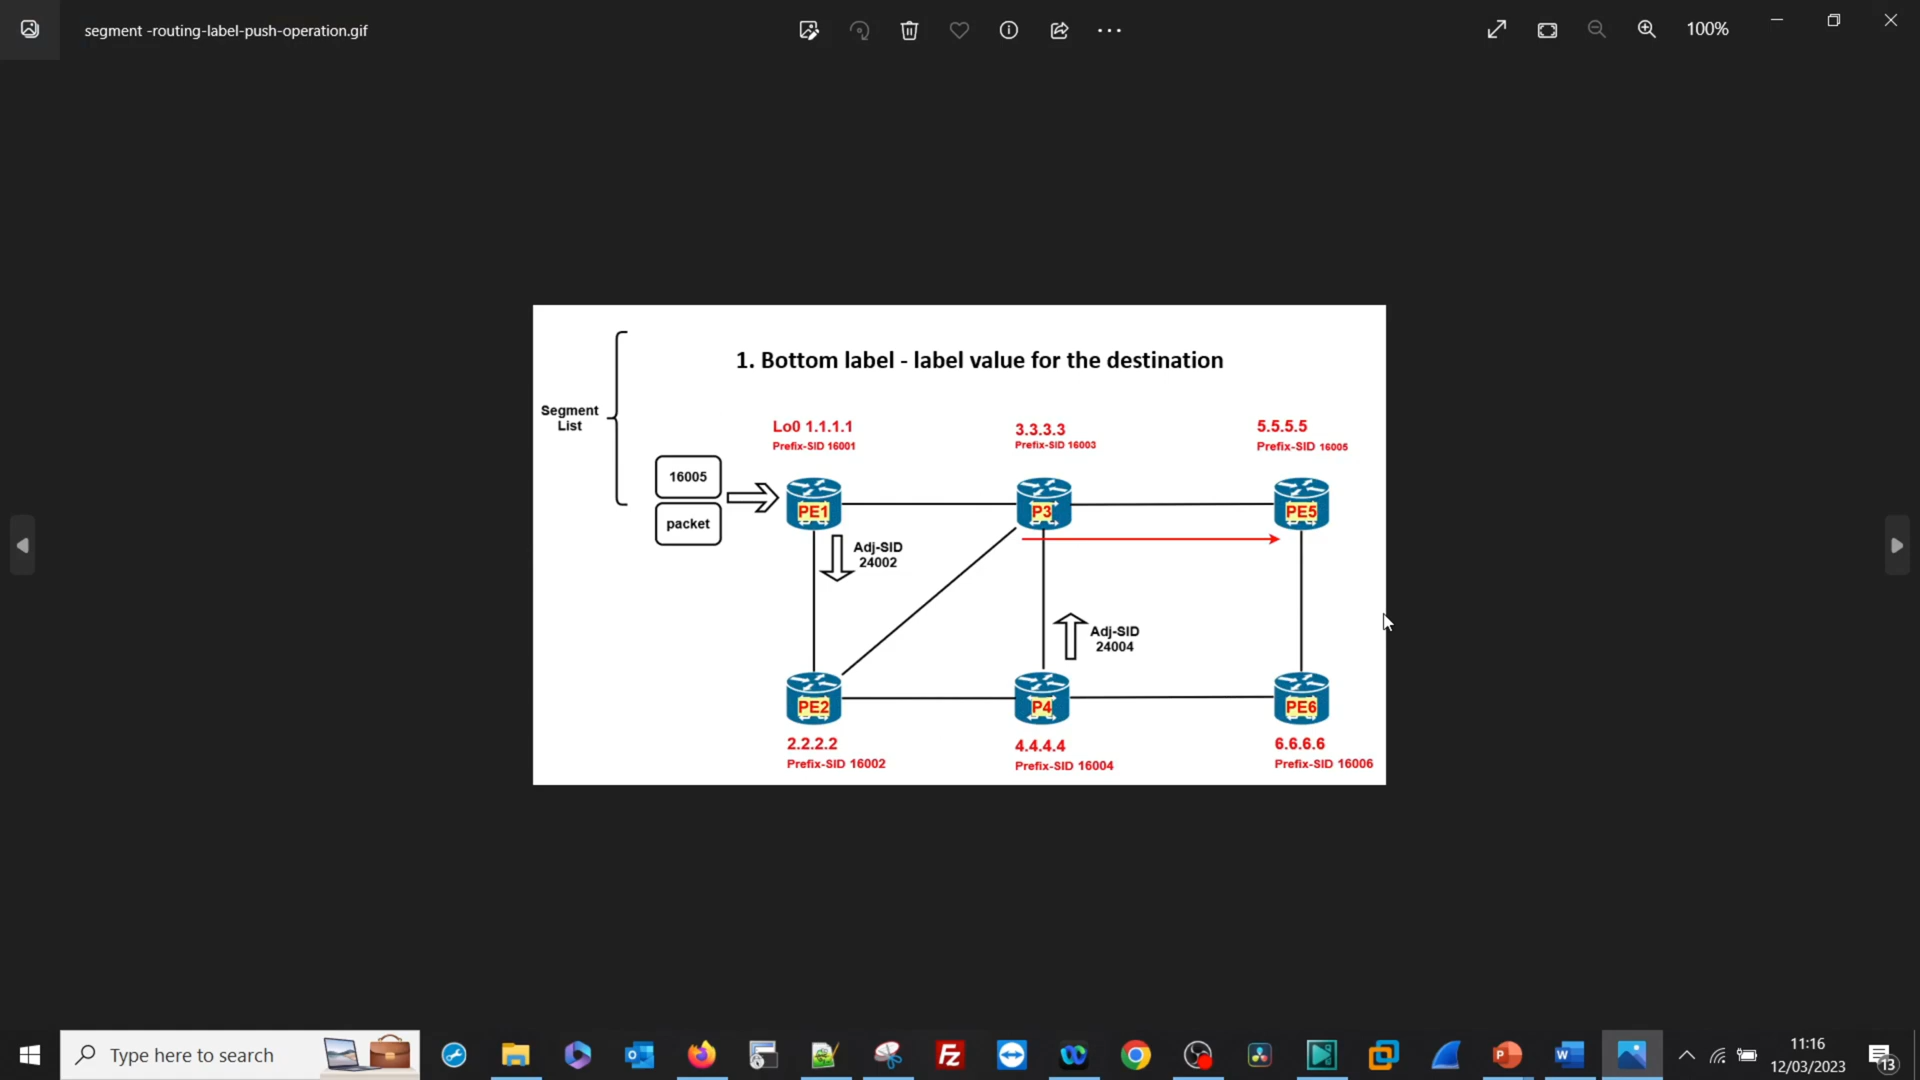 segment -routing-label-push-operation.gif
100%
1. Bottom label - label value for the destination
Segment
List
Lo0 1.1.1.1
Prefix-SID 16001
3.3.3.3
Prefix-SID 16003
5.5.5.5
Prefix-SID 16005
16005
packet
PE1
P3
PE5
Adj-SID
24002
Adj-SID
24004
PE2
P4
PE6
2.2.2.2
Prefix-SID 16002
4.4.4.4
Prefix-SID 16004
6.6.6.6
Prefix-SID 16006
Type here to search
11:16
12/03/2023
13